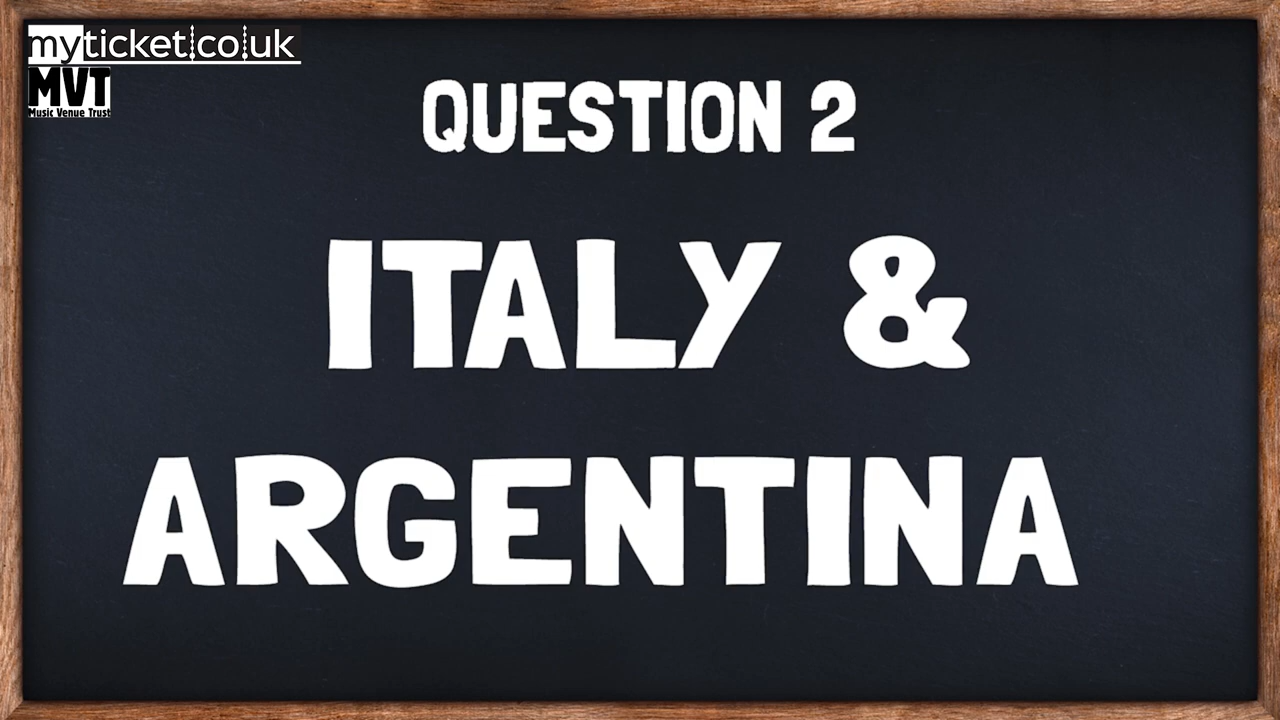 myticket.co.uk
MVT
Music Venue Trust
QUESTION 2
ITALY &
ARGENTINA